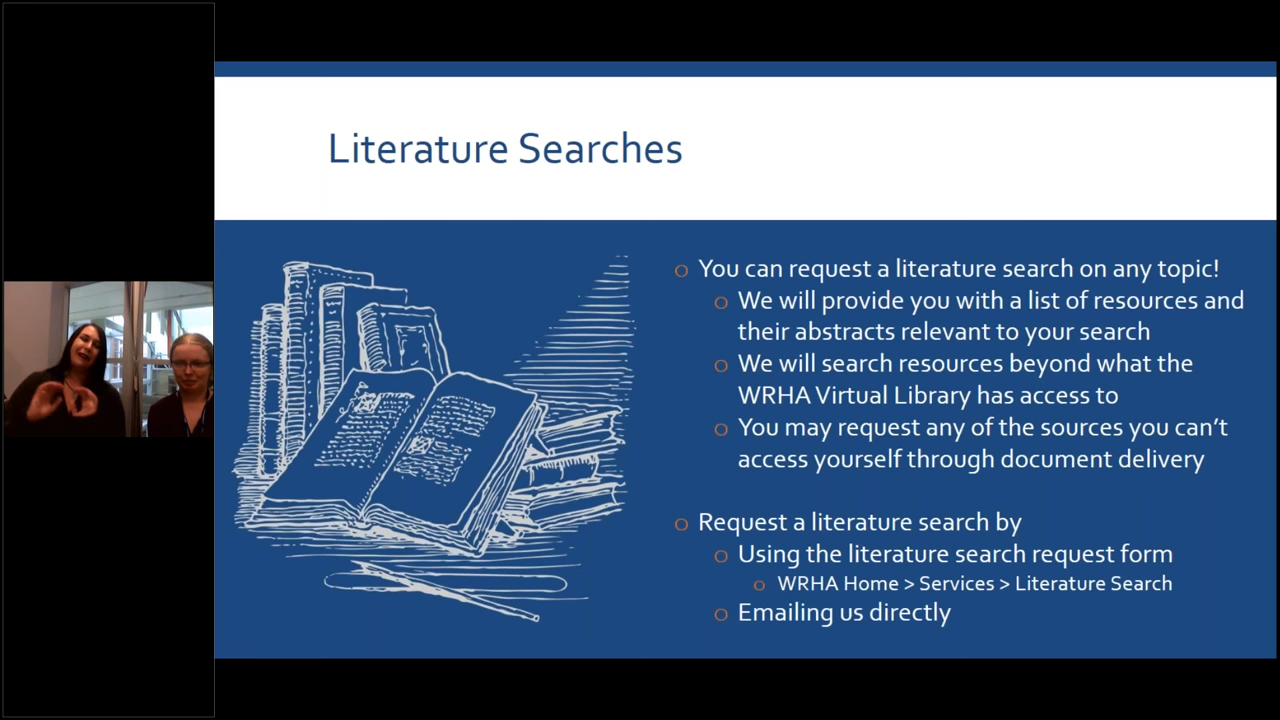 Literature Searches
o You can request a literature search on any topic!
o We will provide you with a list of resources and
their abstracts relevant to your search
o We will search resources beyond what the
WRHA Virtual Library has access to
o You may request any of the sources you can’t
access yourself through document delivery
o Request a literature search by
o Using the literature search request form
o WRHA Home > Services > Literature Search
o Emailing us directly